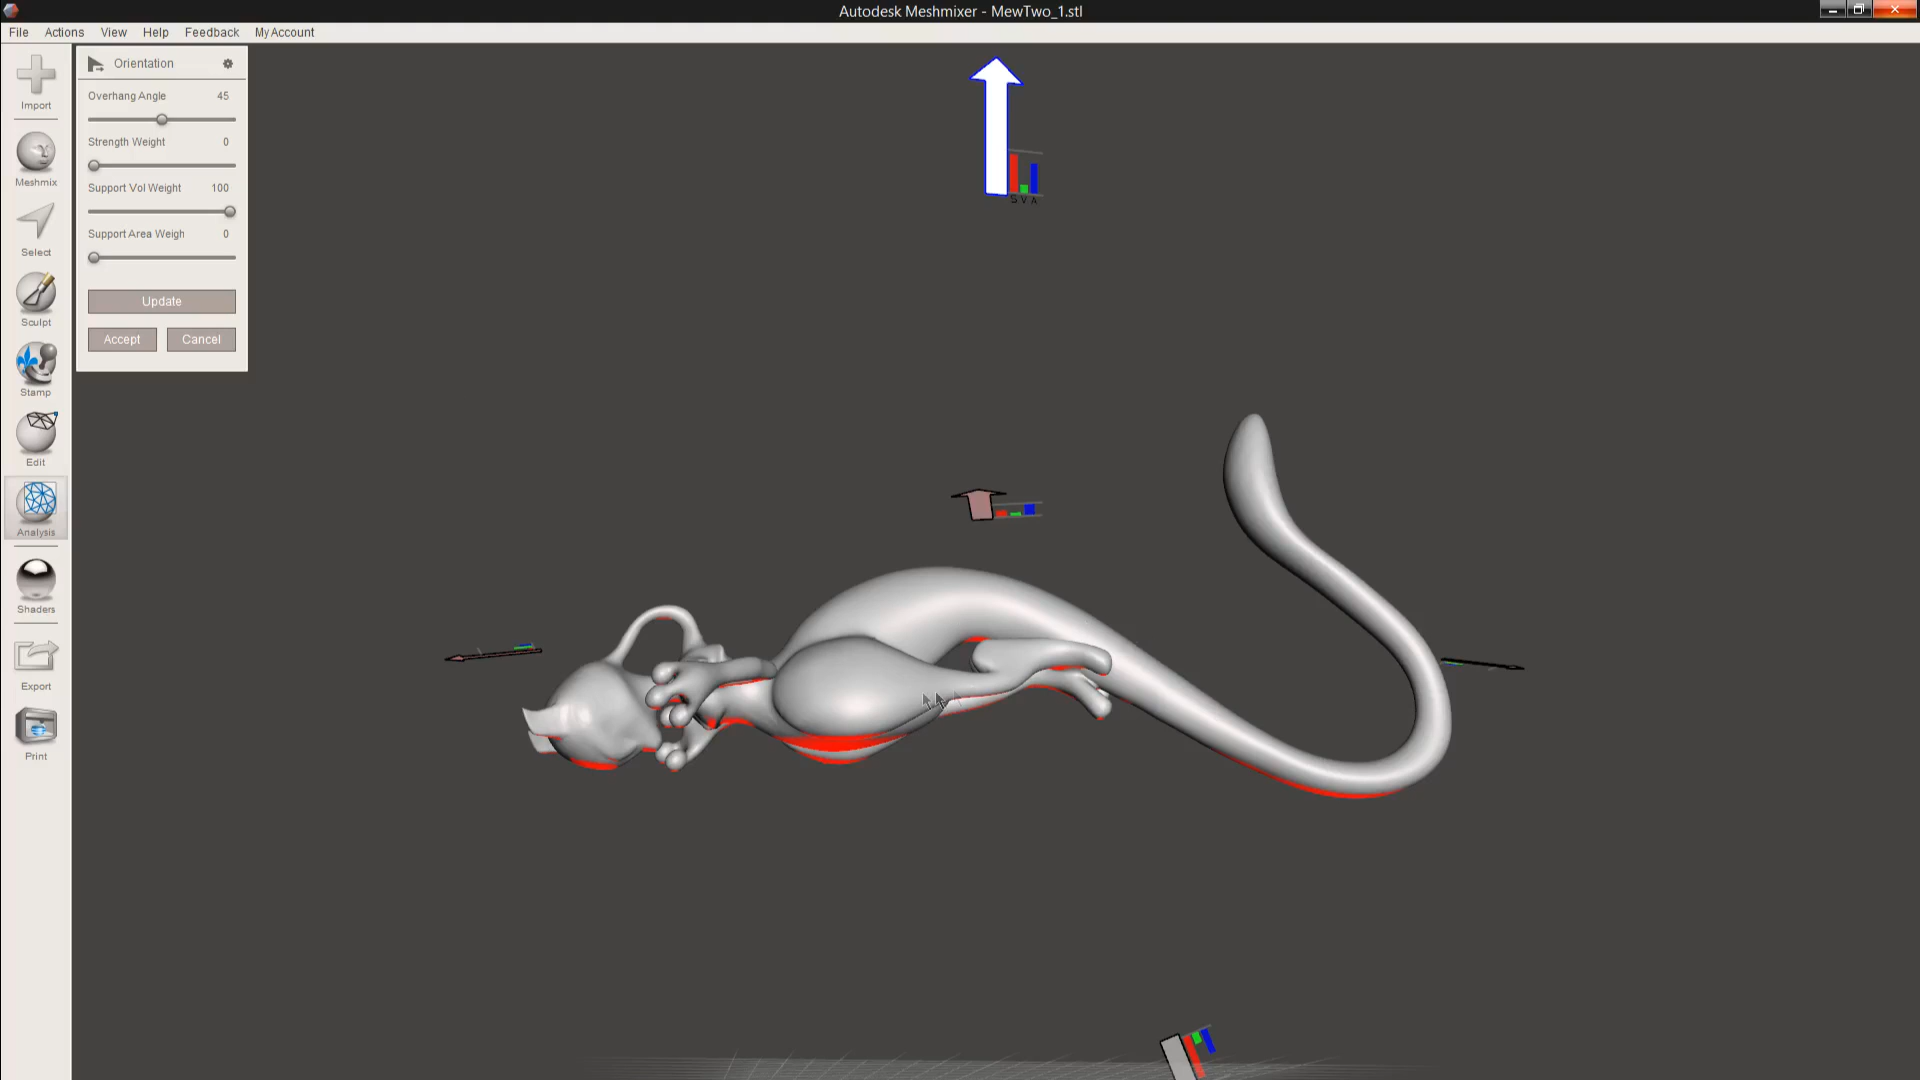 Autodesk Meshmixer - MewTwo_1.stl
File Actions View Help Feedback My Account
Import
Meshmix
Select
Sculpt
Stamp
Edit
Analysis
Shaders
Export
Print
Orientation
Overhang Angle 45
Strength Weight 0
Support Vol Weight 100
Support Area Weigh 0
Update
Accept Cancel
S V A